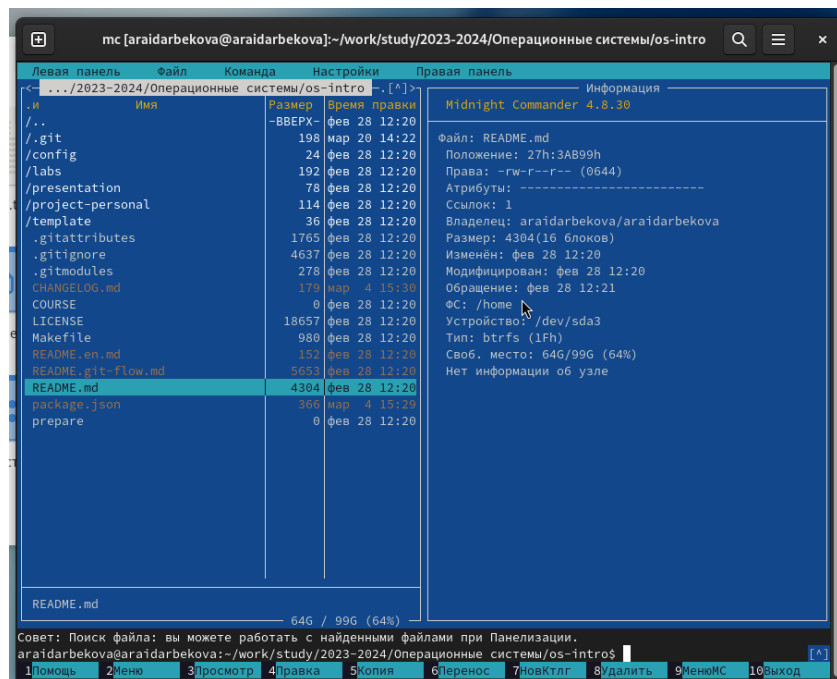 mc [araidarbekova@araidarbekova]:~/work/study/2023-2024/Операционные системы/os-intro
Левая панель Файл Команда Настройки Правая панель
<— .../2023-2024/Операционные системы/os-intro —.[^]>
.и Имя Размер Время правки
/.. -ВВЕРХ- фев 28 12:20
/.git 198 мар 20 14:22
/config 24 фев 28 12:20
/labs 192 фев 28 12:20
/presentation 78 фев 28 12:20
/project-personal 114 фев 28 12:20
/template 36 фев 28 12:20
.gitattributes 1765 фев 28 12:20
.gitignore 4637 фев 28 12:20
.gitmodules 278 фев 28 12:20
CHANGELOG.md 179 мар 4 15:30
COURSE 0 фев 28 12:20
LICENSE 18657 фев 28 12:20
Makefile 980 фев 28 12:20
README.en.md 152 фев 28 12:20
README.git-flow.md 5653 фев 28 12:20
README.md 4304 фев 28 12:20
package.json 366 мар 4 15:29
prepare 0 фев 28 12:20
README.md
64G / 99G (64%)
Информация
Midnight Commander 4.8.30
Файл: README.md
Положение: 27h:3AB99h
Права: -rw-r--r-- (0644)
Атрибуты: -------------------------
Ссылок: 1
Владелец: araidarbekova/araidarbekova
Размер: 4304(16 блоков)
Изменён: фев 28 12:20
Модифицирован: фев 28 12:20
Обращение: фев 28 12:21
ФС: /home
Устройство: /dev/sda3
Тип: btrfs (1Fh)
Своб. место: 64G/99G (64%)
Нет информации об узле
Совет: Поиск файла: вы можете работать с найденными файлами при Панелизации.
araidarbekova@araidarbekova:~/work/study/2023-2024/Операционные системы/os-intro$ [^]
1Помощь 2Меню 3Просмотр 4Правка 5Копия 6Перенос 7НовКтлг 8Удалить 9МенюМС 10Выход